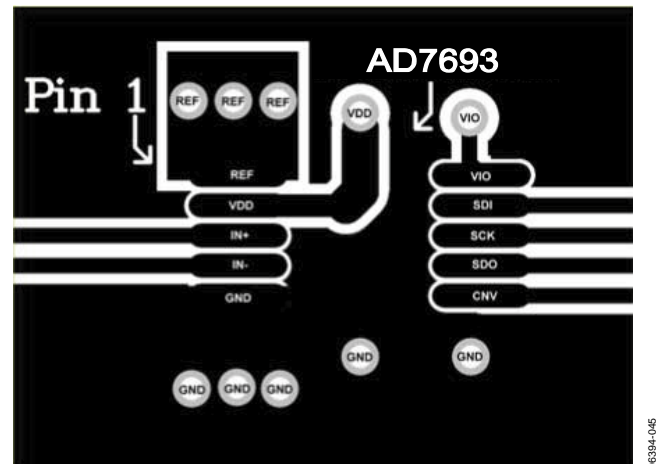 AD7693
Pin 1
REF REF REF
VDD
VIO
REF
VIO
VDD
SDI
IN+
SCK
IN-
SDO
GND
CNV
GND
GND
GND GND GND
6394-045